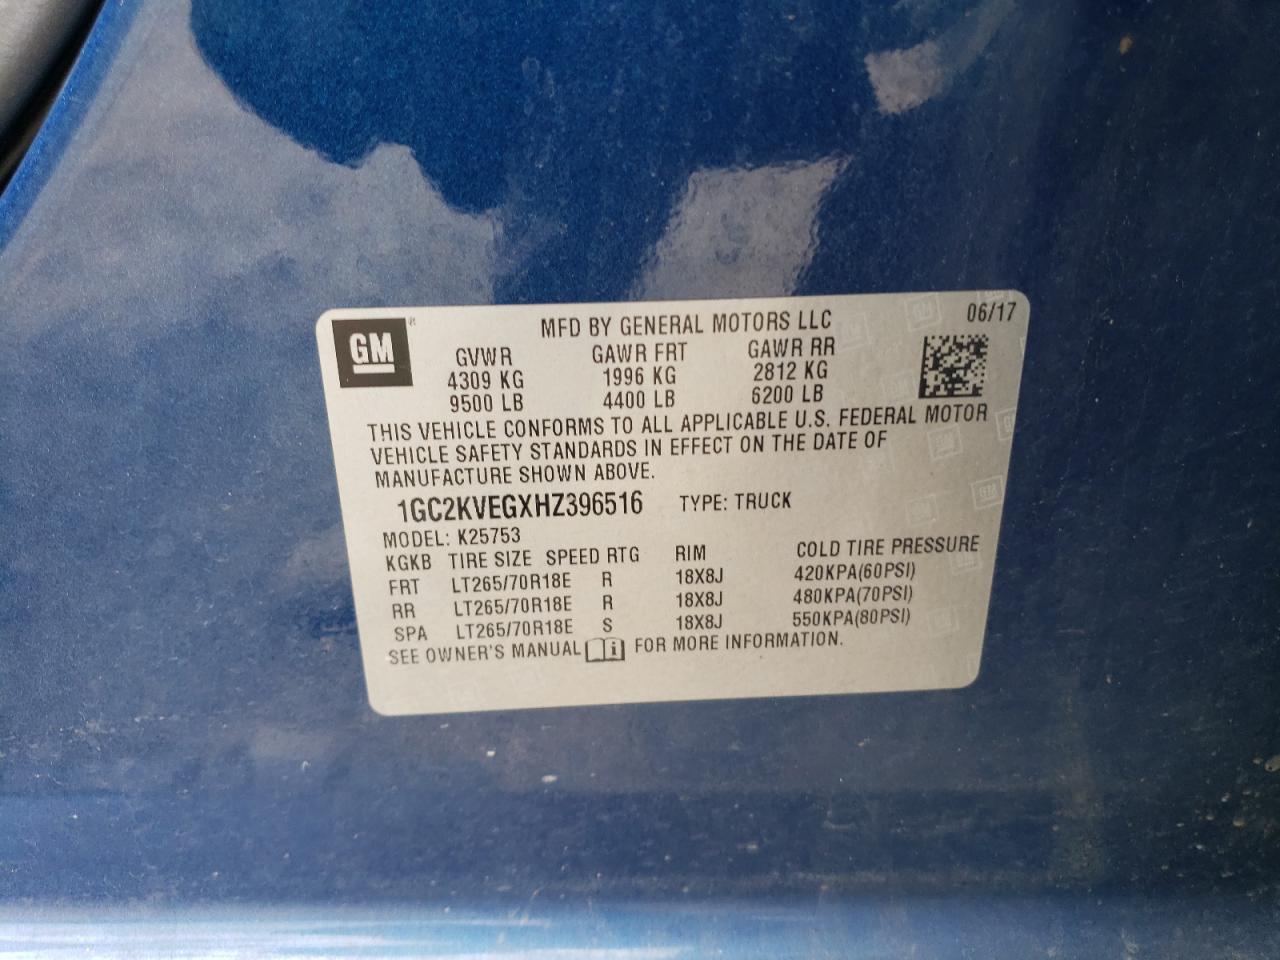 GM®
MFD BY GENERAL MOTORS LLC 06/17
GVWR GAWR FRT GAWR RR
4309 KG 1996 KG 2812 KG
9500 LB 4400 LB 6200 LB
THIS VEHICLE CONFORMS TO ALL APPLICABLE U.S. FEDERAL MOTOR
VEHICLE SAFETY STANDARDS IN EFFECT ON THE DATE OF
MANUFACTURE SHOWN ABOVE.
1GC2KVEGXHZ396516 TYPE: TRUCK
MODEL: K25753
KGKB TIRE SIZE SPEED RTG RIM COLD TIRE PRESSURE
FRT LT265/70R18E R 18X8J 420KPA(60PSI)
RR LT265/70R18E R 18X8J 480KPA(70PSI)
SPA LT265/70R18E S 18X8J 550KPA(80PSI)
SEE OWNER'S MANUAL i FOR MORE INFORMATION.